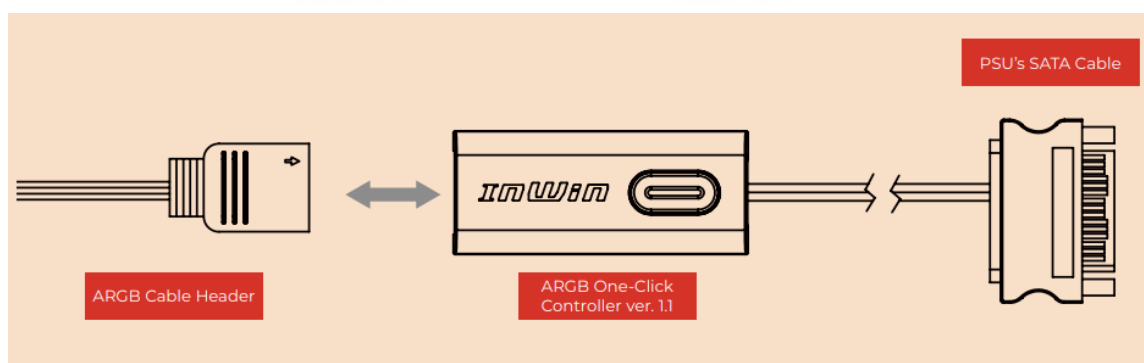 PSU's SATA Cable
InWin
ARGB Cable Header
ARGB One-Click
Controller ver. 1.1